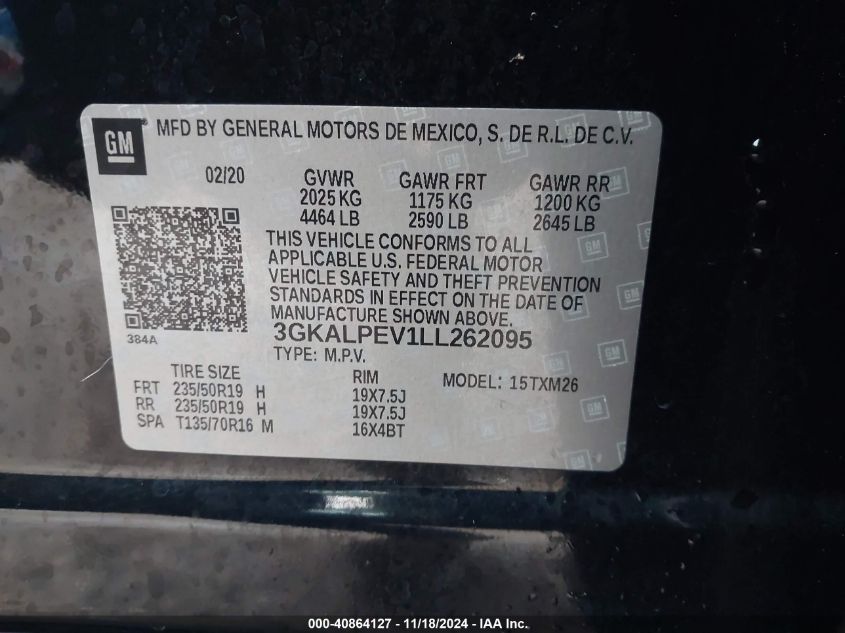 GM
MFD BY GENERAL MOTORS DE MEXICO, S. DE R.L. DE C.V.
02/20 GVWR GAWR FRT GAWR RR
2025 KG 1175 KG 1200 KG
4464 LB 2590 LB 2645 LB
THIS VEHICLE CONFORMS TO ALL
APPLICABLE U.S. FEDERAL MOTOR
VEHICLE SAFETY AND THEFT PREVENTION
STANDARDS IN EFFECT ON THE DATE OF
MANUFACTURE SHOWN ABOVE.
384A
3GKALPEV1LL262095
TYPE: M.P.V.
TIRE SIZE RIM MODEL: 15TXM26
FRT 235/50R19 H 19X7.5J
RR 235/50R19 H 19X7.5J
SPA T135/70R16 M 16X4BT
000-40864127 - 11/18/2024 - IAA Inc.